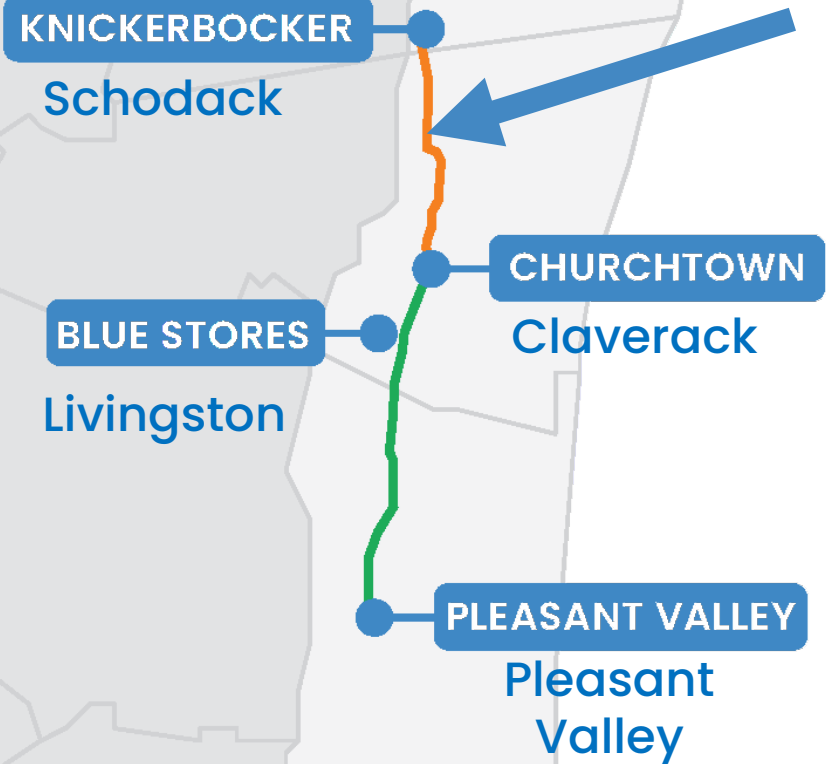 KNICKERBOCKER
Schodack
CHURCHTOWN
Claverack
BLUE STORES
Livingston
PLEASANT VALLEY
Pleasant
Valley